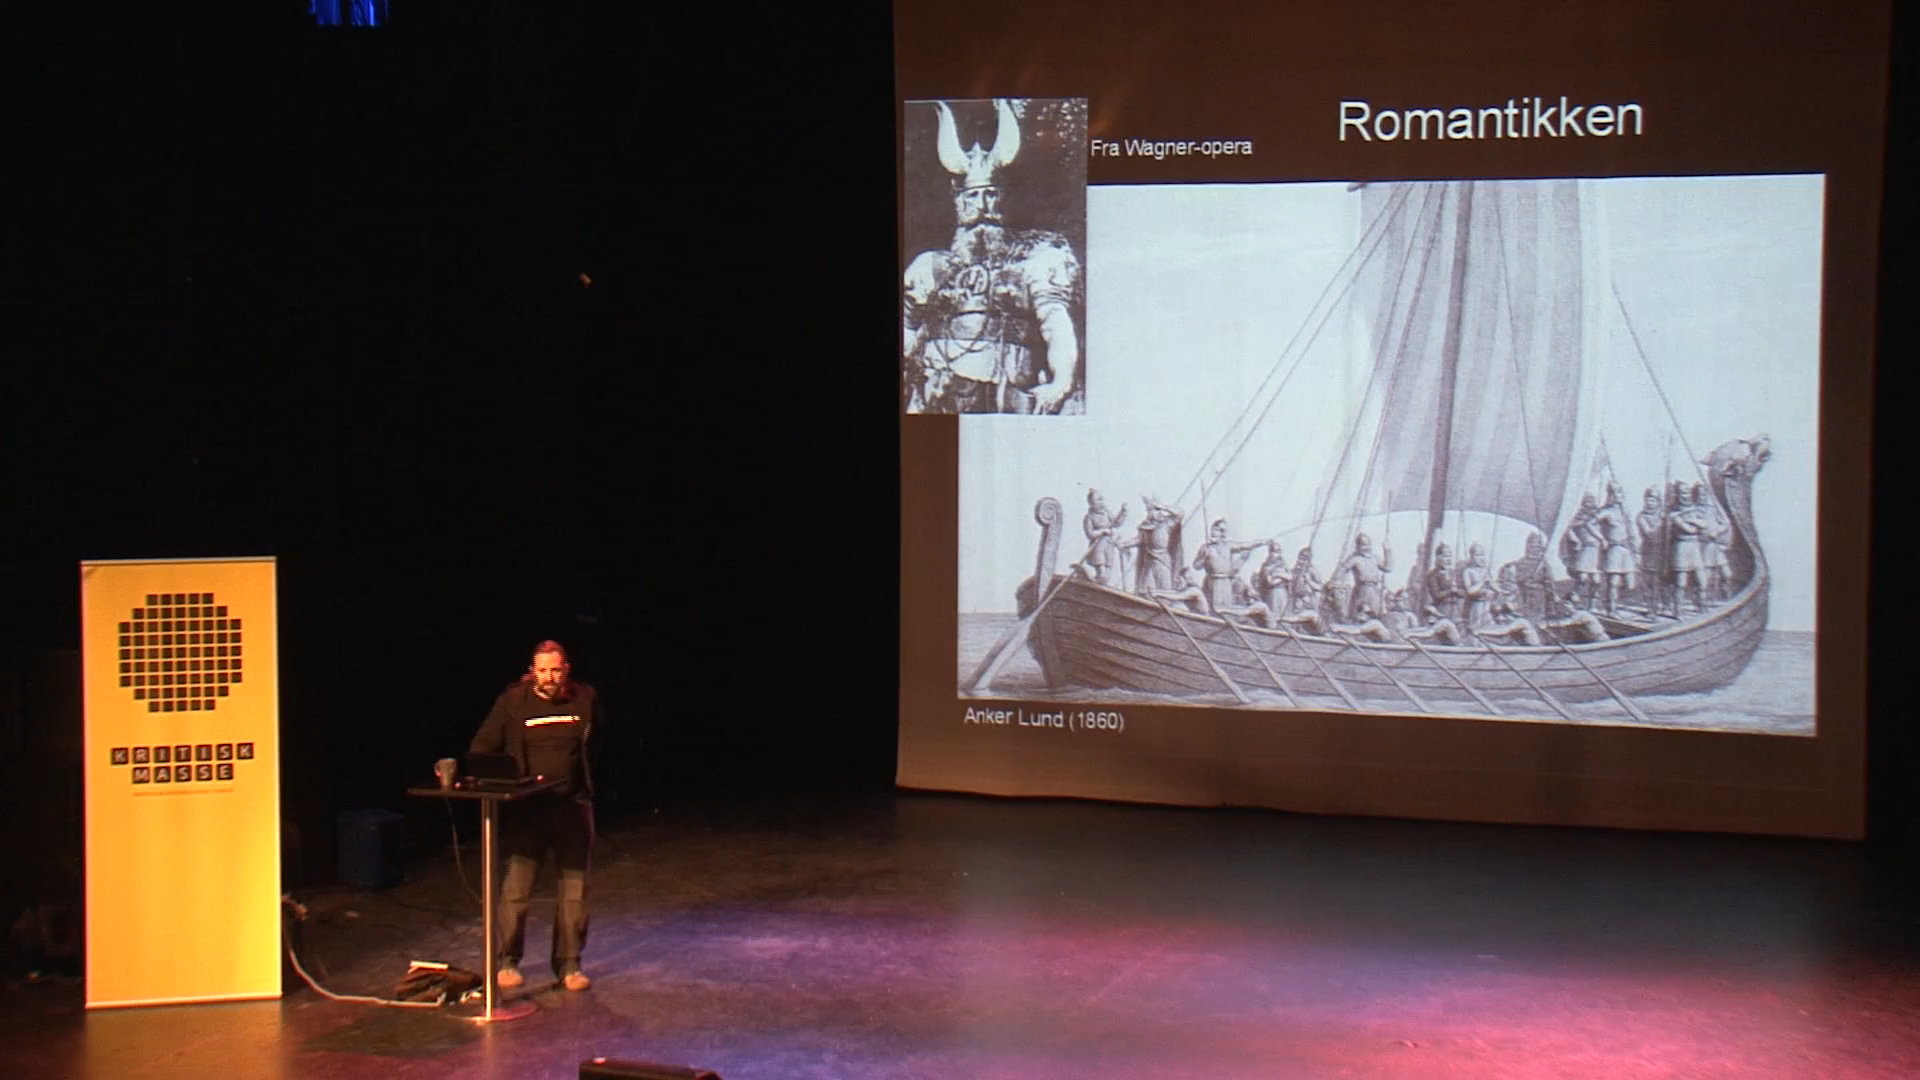 Romantikken
Fra Wagner-opera
Anker Lund (1860)
KRITISK
MASSE